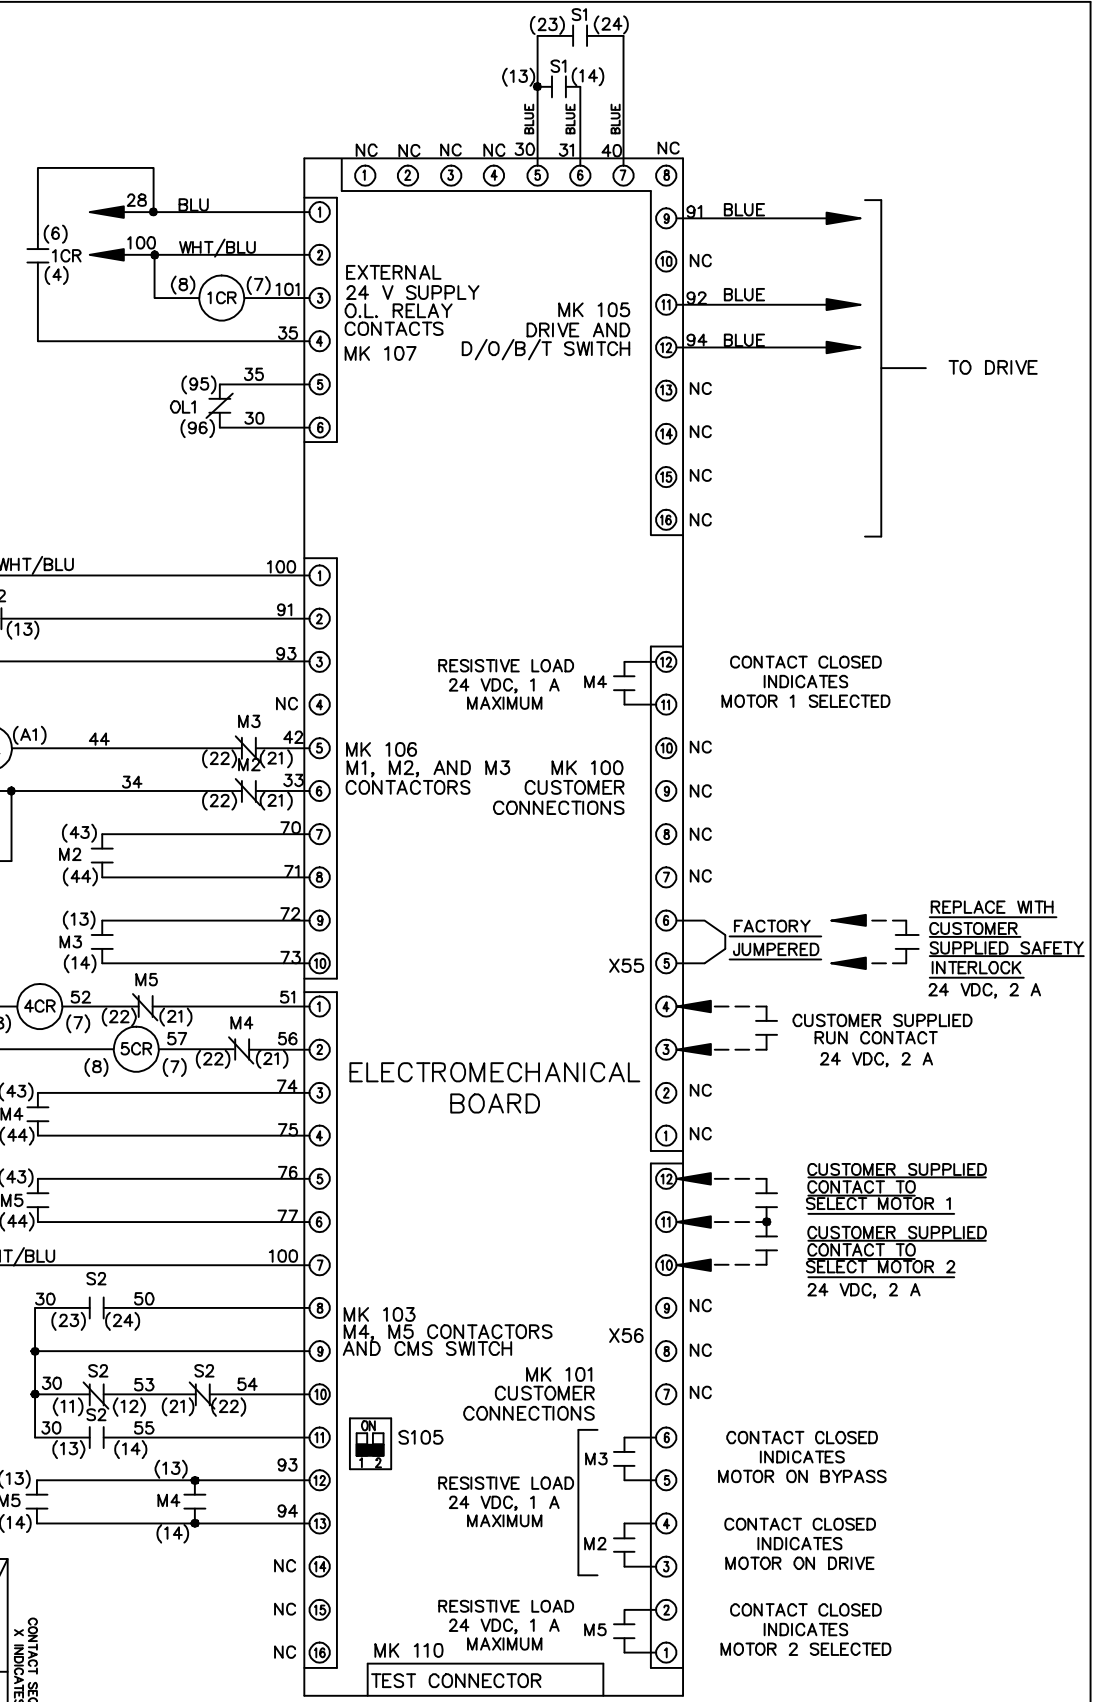 S1
(23) (24)
S1
(13) (14)
BLUE BLUE BLUE
NC NC NC NC 30 31 40 NC
1 2 3 4 5 6 7 8
28 BLU 1
9 91 BLUE
(6)
1CR
(4)
100 WHT/BLU 2
10 NC
(8) 1CR (7) 101 3
11 92 BLUE
35 4
12 94 BLUE
EXTERNAL
24 V SUPPLY
O.L. RELAY
CONTACTS
MK 107
MK 105
DRIVE AND
D/O/B/T SWITCH
TO DRIVE
(95) 35 5
OL1
(96) 30 6
13 NC
14 NC
15 NC
16 NC
WHT/BLU 100 1
2
(13) 91 2
93 3
NC 4
(A1) 44 M3 42 5
(22) (21)
34 M2 33 6
(22) (21)
MK 106
M1, M2, AND M3
CONTACTORS
(43) 70 7
M2
(44) 71 8
(13) 72 9
M3
(14) 73 10
RESISTIVE LOAD
24 VDC, 1 A
MAXIMUM
M4
12
11
CONTACT CLOSED
INDICATES
MOTOR 1 SELECTED
MK 100
CUSTOMER
CONNECTIONS
10 NC
9 NC
8 NC
7 NC
6
X55 5
FACTORY
JUMPERED
REPLACE WITH
CUSTOMER
SUPPLIED SAFETY
INTERLOCK
24 VDC, 2 A
4
3
CUSTOMER SUPPLIED
RUN CONTACT
24 VDC, 2 A
2 NC
1 NC
4CR 52 M5 51 1
(7) (22) (21)
5CR 57 M4 56 2
(8) (7) (22) (21)
ELECTROMECHANICAL
BOARD
(43) 74 3
M4
(44) 75 4
(43) 76 5
M5
(44) 77 6
HT/BLU 100 7
12
11
10
CUSTOMER SUPPLIED
CONTACT TO
SELECT MOTOR 1
CUSTOMER SUPPLIED
CONTACT TO
SELECT MOTOR 2
24 VDC, 2 A
S2
30 50 8
(23) (24)
9
MK 103
M4, M5 CONTACTORS
AND CMS SWITCH
30 S2 53 S2 54 10
(11) (12) (21) (22)
S2
30 55 11
(13) (14)
ON
1 2
S105
9 NC
X56
8 NC
7 NC
MK 101
CUSTOMER
CONNECTIONS
(13) (13) 93 12
M5 M4
(14) (14) 94 13
NC 14
NC 15
NC 16
M3
6
5
CONTACT CLOSED
INDICATES
MOTOR ON BYPASS
RESISTIVE LOAD
24 VDC, 1 A
MAXIMUM
M2
4
3
CONTACT CLOSED
INDICATES
MOTOR ON DRIVE
RESISTIVE LOAD
24 VDC, 1 A
MAXIMUM
M5
2
1
CONTACT CLOSED
INDICATES
MOTOR 2 SELECTED
MK 110
TEST CONNECTOR
CONTACT SEQ
X INDICATES